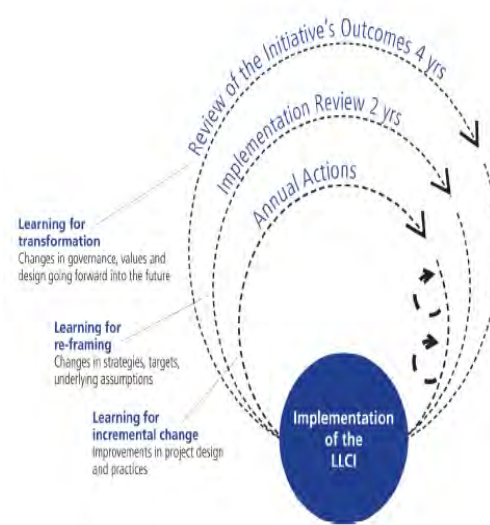 Review of the Initiative's Outcomes 4 yrs
Implementation Review 2 yrs
Annual Actions
Learning for
transformation
Changes in governance, values and
design going forward into the future
Learning for
re-framing
Changes in strategies, targets,
underlying assumptions
Learning for
incremental change
Improvements in project design
and practices
Implementation
of the
LLCI